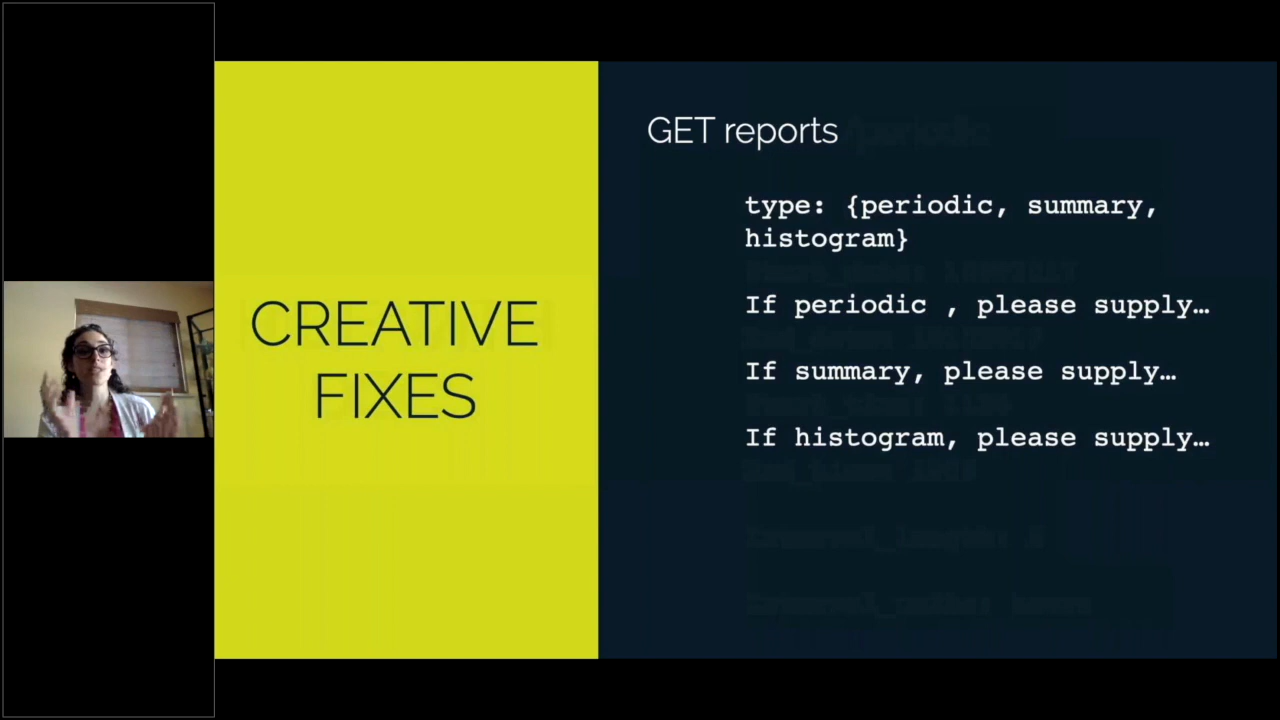 CREATIVE
FIXES
GET reports
type: {periodic, summary,
histogram}
If periodic , please supply…
If summary, please supply…
If histogram, please supply…